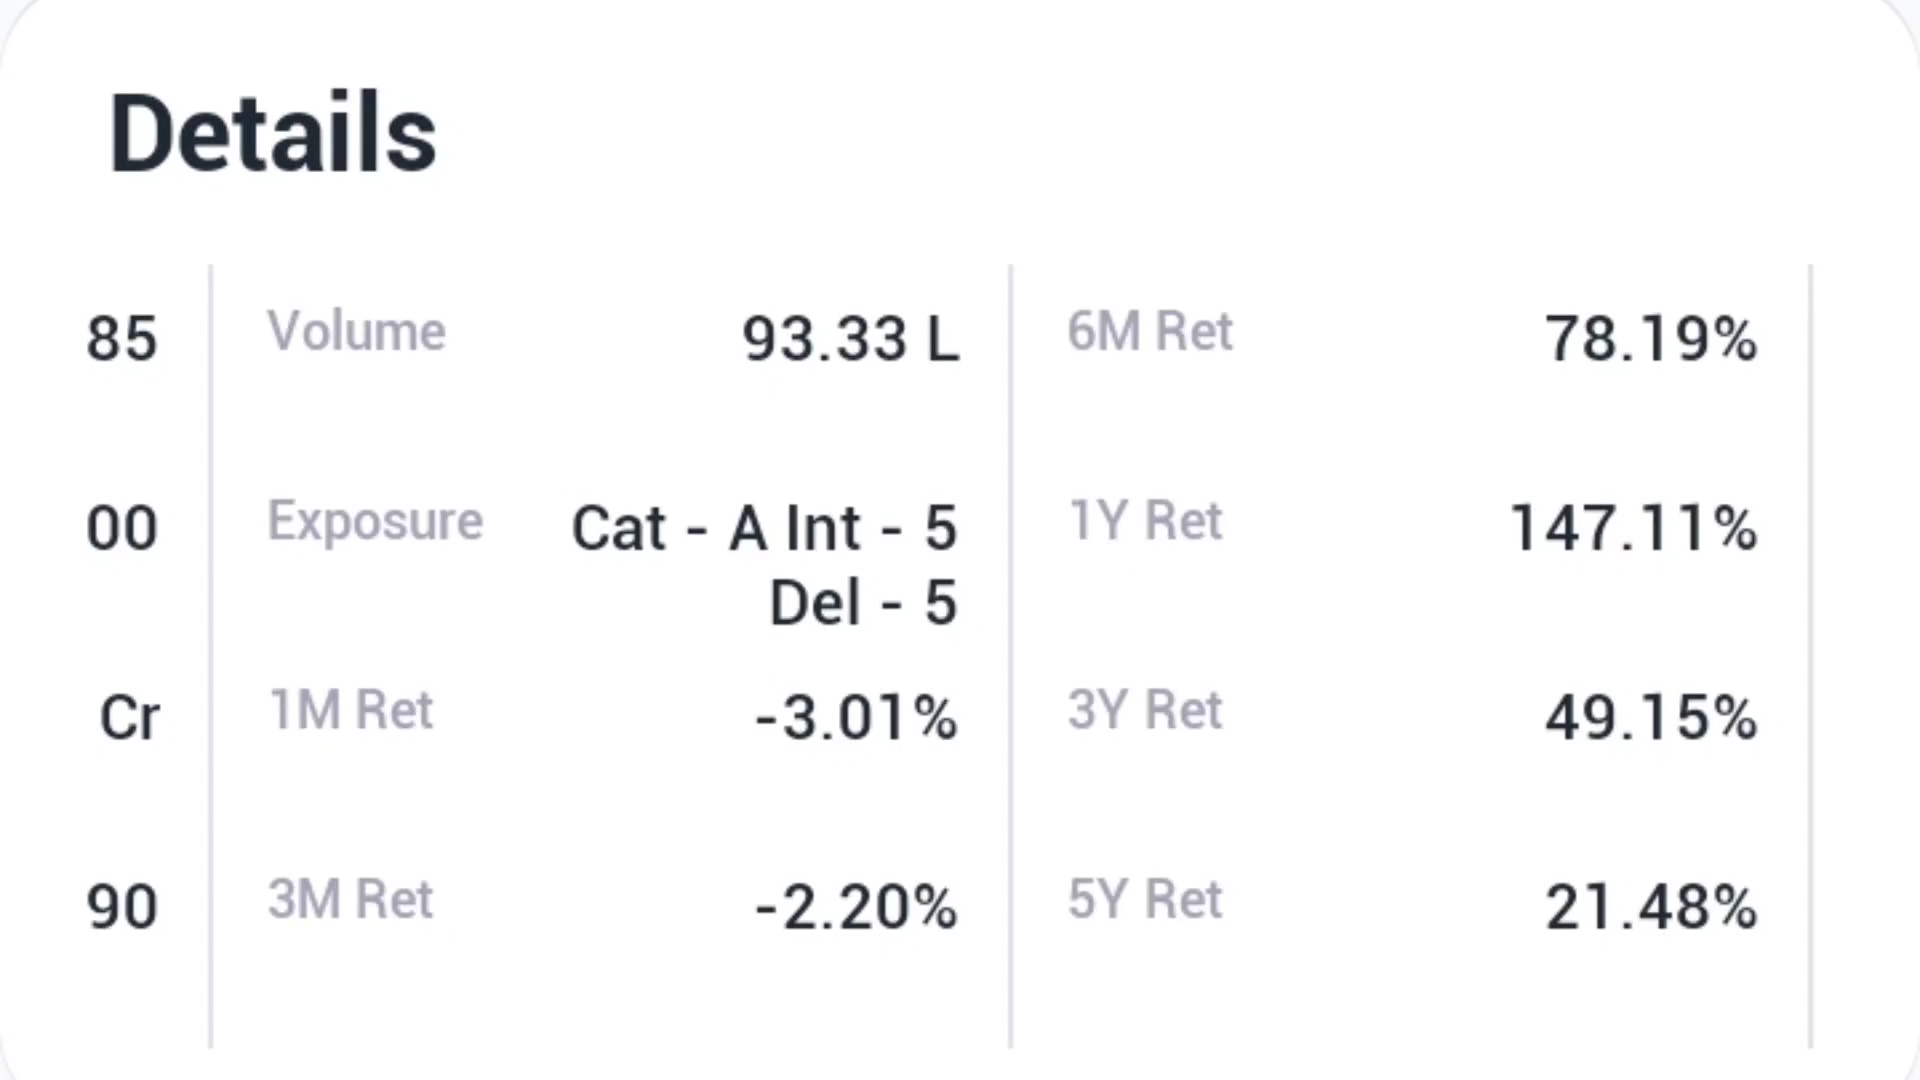 Details
85 Volume 93.33 L 6M Ret 78.19%
00 Exposure Cat - A Int - 5 1Y Ret 147.11%
Del - 5
Cr 1M Ret -3.01% 3Y Ret 49.15%
90 3M Ret -2.20% 5Y Ret 21.48%